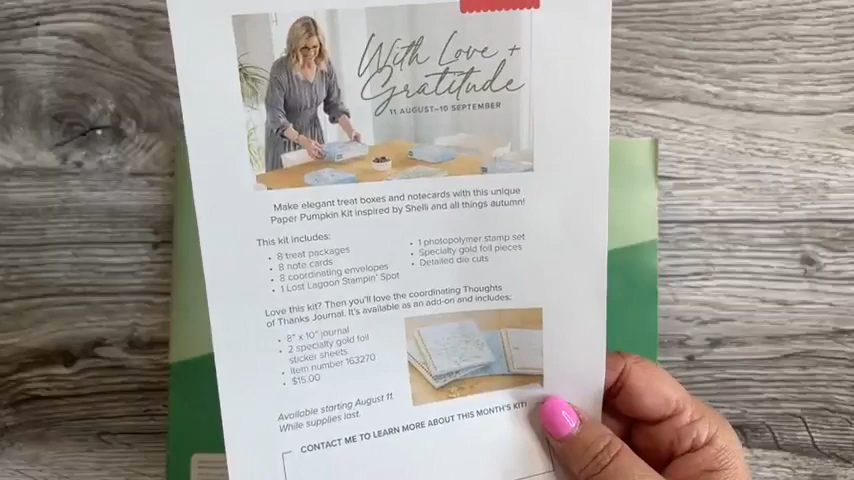 With Love +
Gratitude
11 AUGUST–10 SEPTEMBER
Make elegant treat boxes and notecards with this unique
Paper Pumpkin Kit inspired by Shelli and all things autumn!
This kit includes:
• 8 treat packages
• 8 note cards
• 8 coordinating envelopes
• 1 Lost Lagoon Stampin' Spot
• 1 photopolymer stamp set
• Specialty gold foil pieces
• Detailed die cuts
Love this kit? Then you'll love the coordinating Thoughts
of Thanks Journal. It's available as an add-on and includes:
• 8" x 10" journal
• 2 specialty gold foil
sticker sheets
• Item number 163270
• $15.00
Available starting August 11.
While supplies last.
CONTACT ME TO LEARN MORE ABOUT THIS MONTH'S KIT!